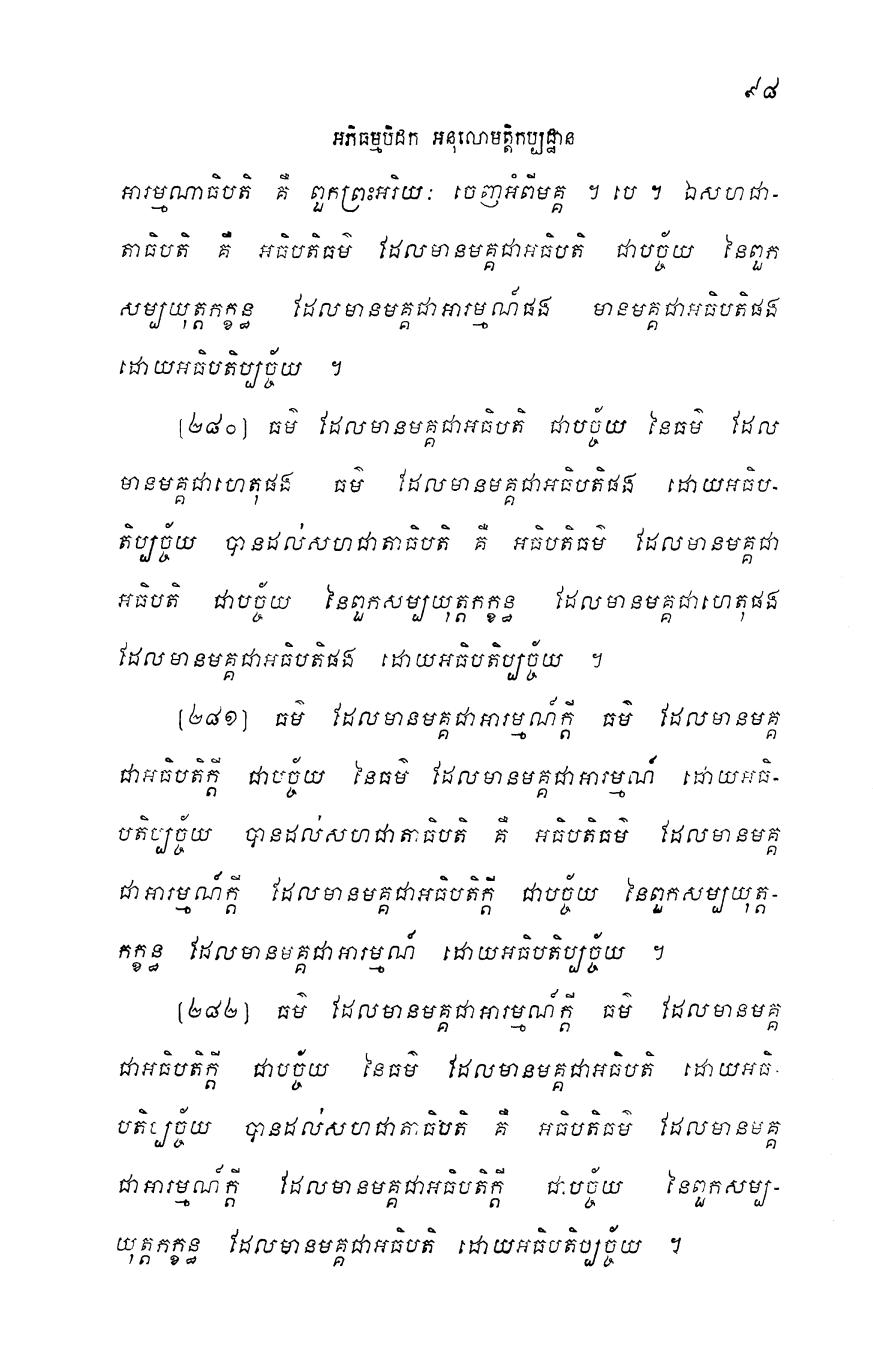 ៩៨
អភិធម្មបិដក អនុលោមត្តិកប្បដ្ឋាន
អារម្មណាធិបតិ គឺ ពួកព្រះអរិយៈ ចេញអំពីមគ្គ ។ បេ ។ ឯសហជា-
តាធិបតិ គឺ អធិបតិធម៌ ដែលមានមគ្គជាអធិបតិ ជាបច្ច័យ នៃពួក
សម្បយុត្តកក្ខន្ធ ដែលមានមគ្គជាអារម្មណ៍ផង មានមគ្គជាអធិបតិផង
ដោយអធិបតិប្បច្ច័យ ។
[២៨០] ធម៌ ដែលមានមគ្គជាអធិបតិ ជាបច្ច័យ នៃធម៌ ដែល
មានមគ្គជាហេតុផង ធម៌ ដែលមានមគ្គជាអធិបតិផង ដោយអធិប-
តិប្បច្ច័យ បានដល់សហជាតាធិបតិ គឺ អធិបតិធម៌ ដែលមានមគ្គជា
អធិបតិ ជាបច្ច័យ នៃពួកសម្បយុត្តកក្ខន្ធ ដែលមានមគ្គជាហេតុផង
ដែលមានមគ្គជាអធិបតិផង ដោយអធិបតិប្បច្ច័យ ។
[២៨១] ធម៌ ដែលមានមគ្គជាអារម្មណ៍ក្តី ធម៌ ដែលមានមគ្គ
ជាអធិបតិក្តី ជាបច្ច័យ នៃធម៌ ដែលមានមគ្គជាអារម្មណ៍ ដោយអធិ-
បតិប្បច្ច័យ បានដល់សហជាតាធិបតិ គឺ អធិបតិធម៌ ដែលមានមគ្គ
ជាអារម្មណ៍ក្តី ដែលមានមគ្គជាអធិបតិក្តី ជាបច្ច័យ នៃពួកសម្បយុត្ត-
កក្ខន្ធ ដែលមានមគ្គជាអារម្មណ៍ ដោយអធិបតិប្បច្ច័យ ។
[២៨២] ធម៌ ដែលមានមគ្គជាអារម្មណ៍ក្តី ធម៌ ដែលមានមគ្គ
ជាអធិបតិក្តី ជាបច្ច័យ នៃធម៌ ដែលមានមគ្គជាអធិបតិ ដោយអធិ-
បតិប្បច្ច័យ បានដល់សហជាតាធិបតិ គឺ អធិបតិធម៌ ដែលមានមគ្គ
ជាអារម្មណ៍ក្តី ដែលមានមគ្គជាអធិបតិក្តី ជាបច្ច័យ នៃពួកសម្ប-
យុត្តកក្ខន្ធ ដែលមានមគ្គជាអធិបតិ ដោយអធិបតិប្បច្ច័យ ។